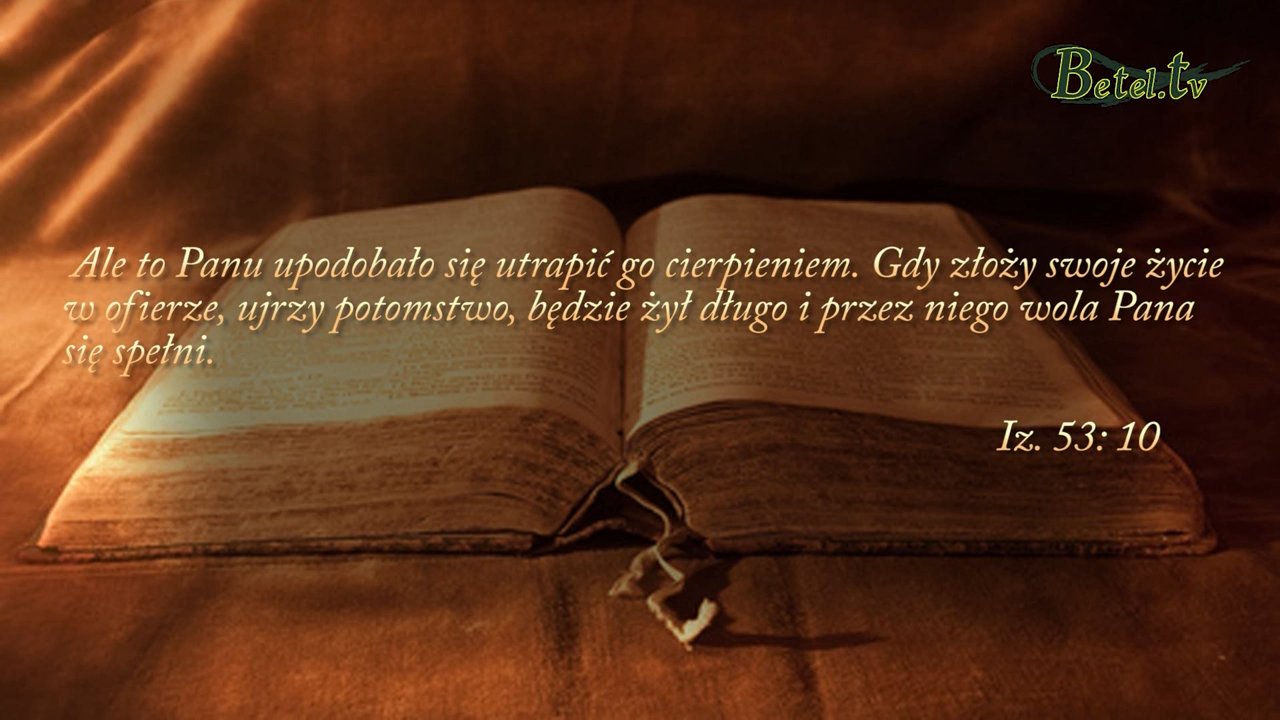 Betel.tv
Ale to Panu upodobało się utrapić go cierpieniem. Gdy złoży swoje życie
w ofierze, ujrzy potomstwo, będzie żył długo i przez niego wola Pana
się spełni.
Iz. 53: 10